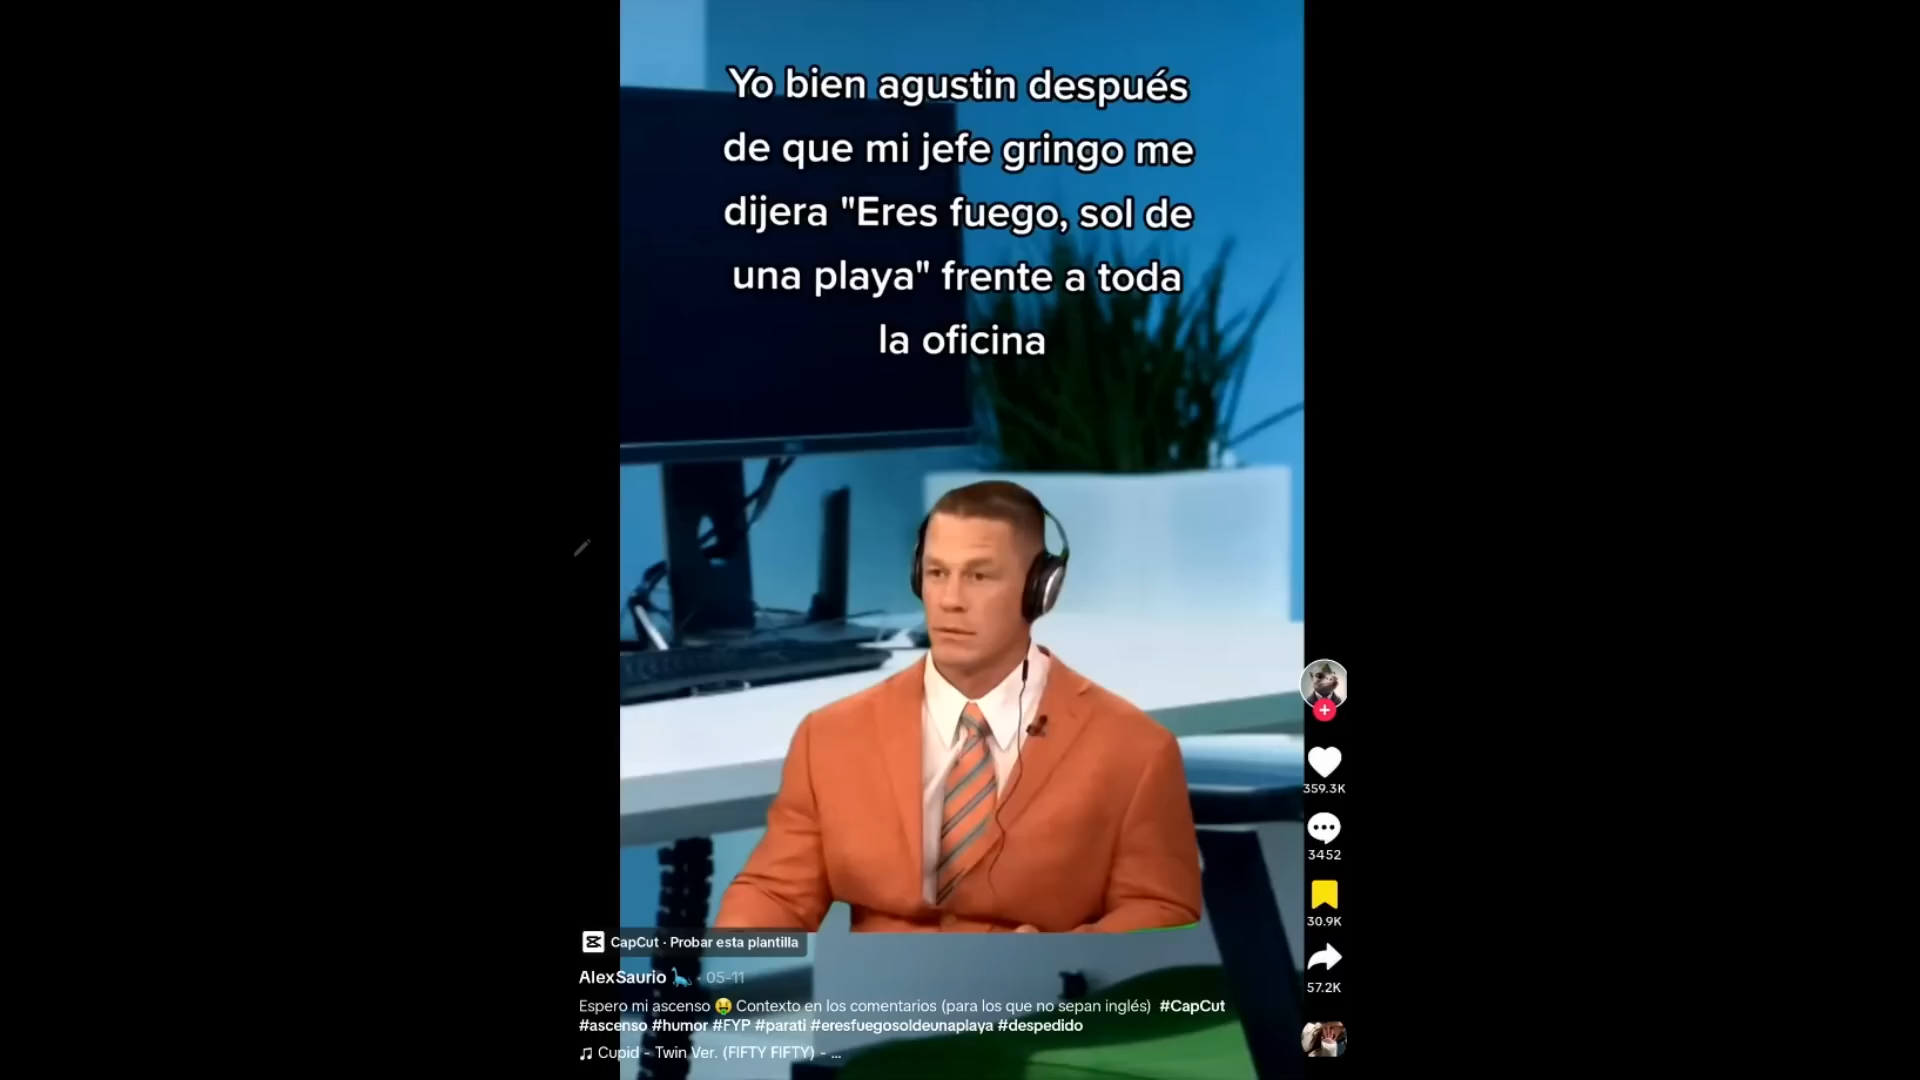 Yo bien agustin después
de que mi jefe gringo me
dijera "Eres fuego, sol de
una playa" frente a toda
la oficina
359.3K
3452
30.9K
57.2K
CapCut · Probar esta plantilla
AlexSaurio 🦕 · 05-11
Espero mi ascenso 🤑 Contexto en los comentarios (para los que no sepan inglés) #CapCut
#ascenso #humor #FYP #parati #eresfuegosoldeunaplaya #despedido
Cupid - Twin Ver. (FIFTY FIFTY) - ...